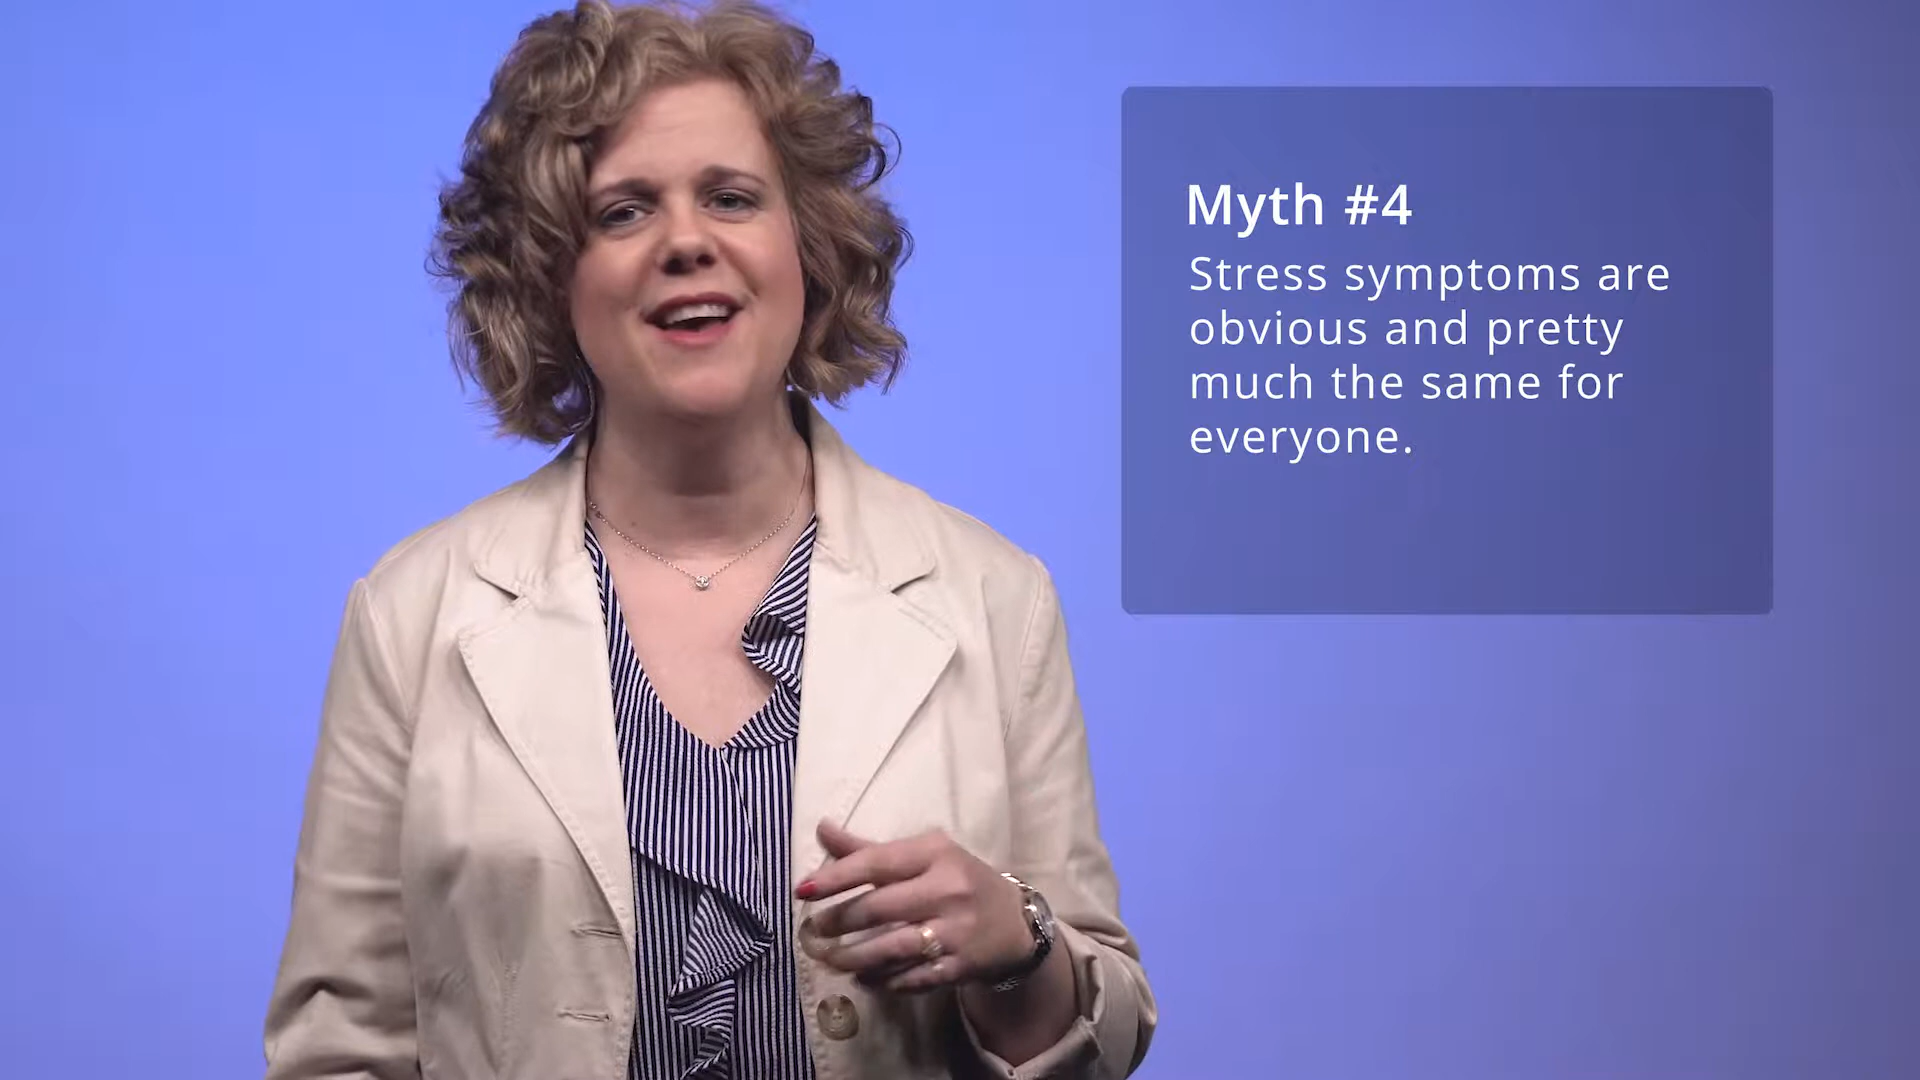 Myth #4
Stress symptoms are
obvious and pretty
much the same for
everyone.